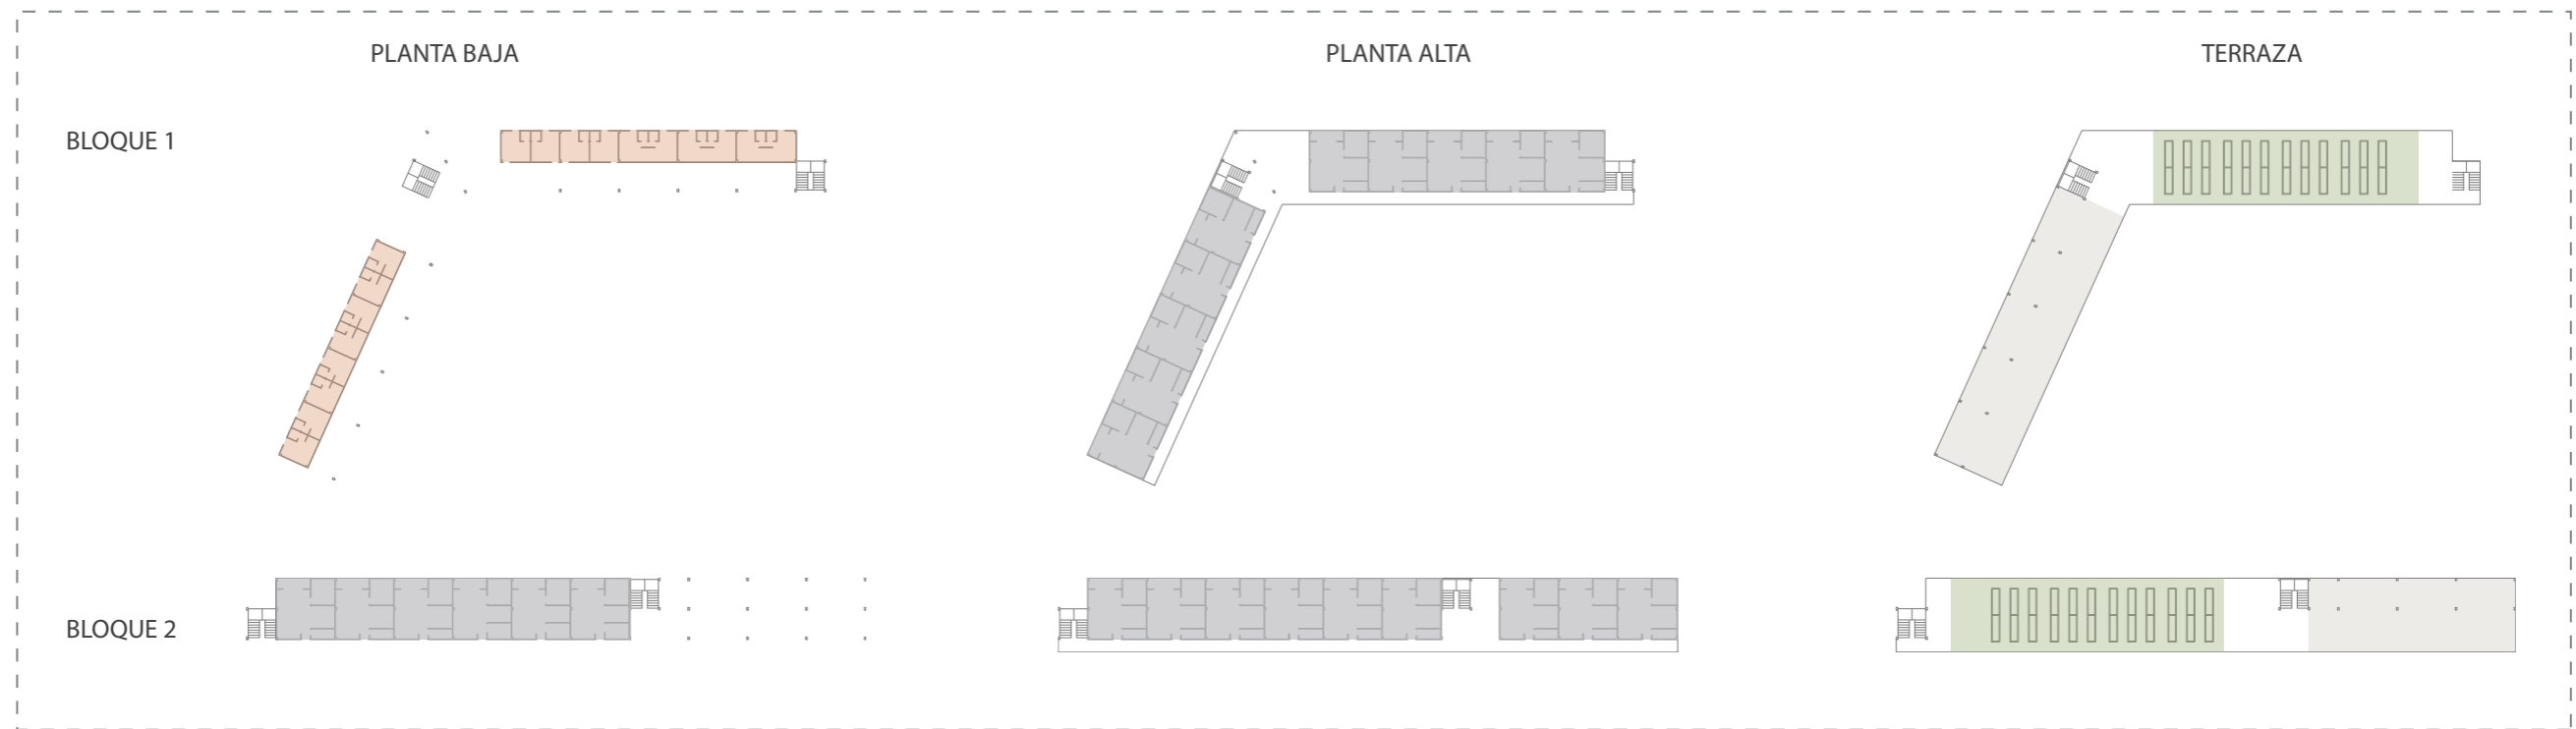 PLANTA BAJA
PLANTA ALTA
TERRAZA
BLOQUE 1
BLOQUE 2